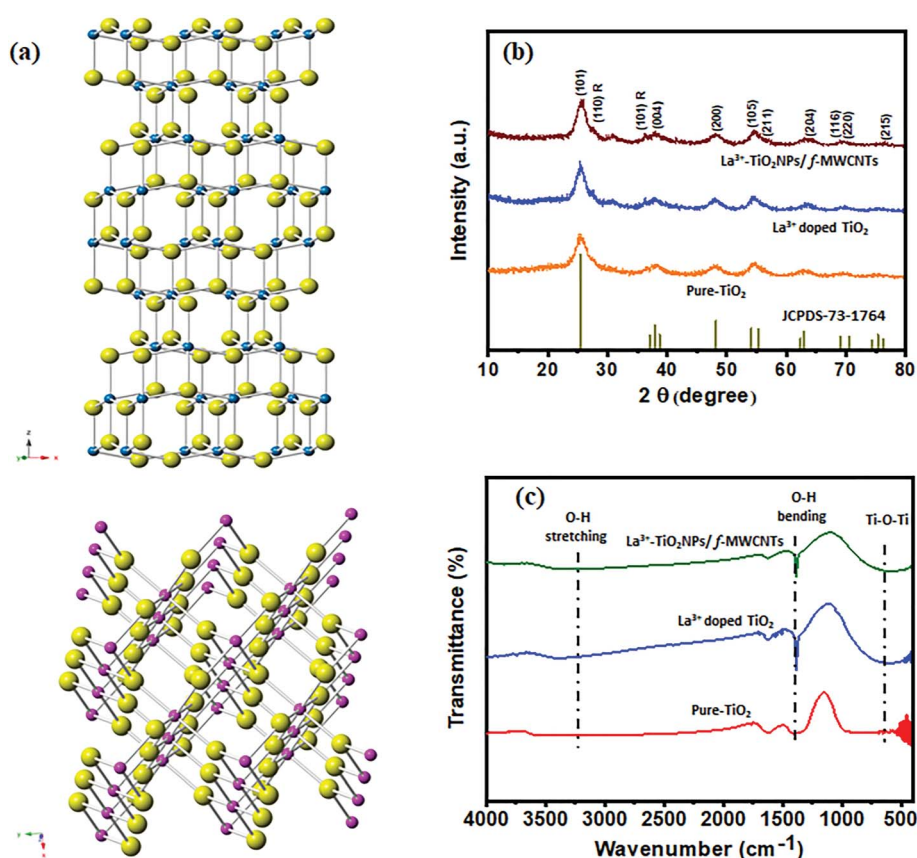 (a)
z
y
x
y
z
x
(b)
(101)
(110) R
(101) R
(004)
(200)
(105)
(211)
(204)
(116)
(220)
(215)
La³⁺-TiO₂NPs/ƒ-MWCNTs
La³⁺ doped TiO₂
Pure-TiO₂
JCPDS-73-1764
Intensity (a.u.)
10 20 30 40 50 60 70 80
2 θ (degree)
(c)
O-H
stretching
O-H
bending
Ti-O-Ti
La³⁺-TiO₂NPs/ƒ-MWCNTs
La³⁺ doped TiO₂
Pure-TiO₂
Transmittance (%)
4000 3500 3000 2500 2000 1500 1000 500
Wavenumber (cm⁻¹)